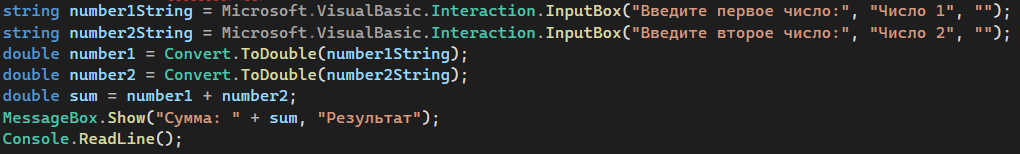 string number1String = Microsoft.VisualBasic.Interaction.InputBox("Введите первое число:", "Число 1", "");
string number2String = Microsoft.VisualBasic.Interaction.InputBox("Введите второе число:", "Число 2", "");
double number1 = Convert.ToDouble(number1String);
double number2 = Convert.ToDouble(number2String);
double sum = number1 + number2;
MessageBox.Show("Сумма: " + sum, "Результат");
Console.ReadLine();